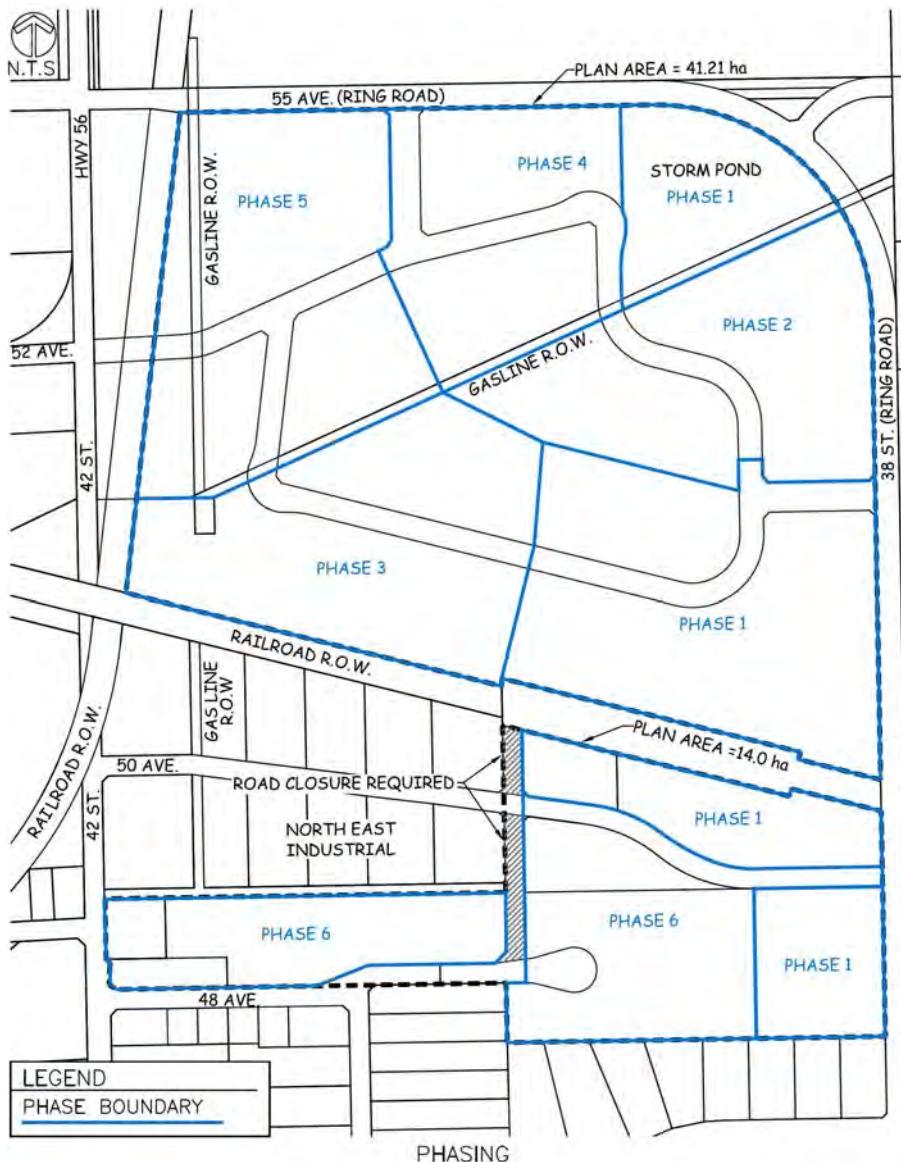 N.T.S
PLAN AREA = 41.21 ha
55 AVE. (RING ROAD)
HWY 56
GASLINE R.O.W.
PHASE 5
PHASE 4
STORM POND
PHASE 1
PHASE 2
52 AVE.
GASLINE R.O.W.
38 ST. (RING ROAD)
42 ST.
PHASE 3
PHASE 1
RAILROAD R.O.W.
GAS LINE
R.O.W
RAILROAD R.O.W.
PLAN AREA =14.0 ha
50 AVE.
ROAD CLOSURE REQUIRED
42 ST.
NORTH EAST
INDUSTRIAL
PHASE 1
PHASE 6
PHASE 6
PHASE 1
48 AVE.
LEGEND
PHASE BOUNDARY
PHASING